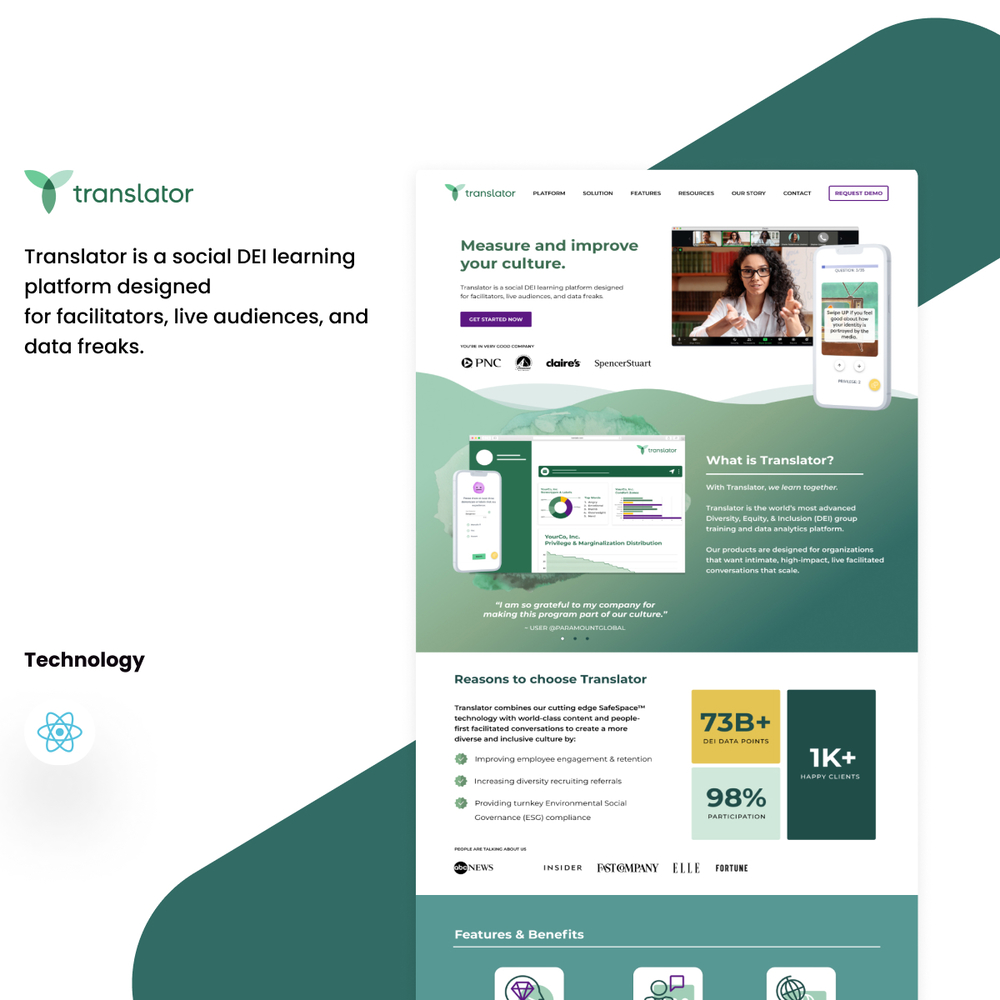 translator
Translator is a social DEI learning
platform designed
for facilitators, live audiences, and
data freaks.
Technology
translator
PLATFORM
SOLUTION
FEATURES
RESOURCES
OUR STORY
CONTACT
REQUEST DEMO
Measure and improve
your culture.
Translator is a social DEI learning platform designed
for facilitators, live audiences, and data freaks.
GET STARTED NOW
YOU'RE IN VERY GOOD COMPANY
PNC
claire's
SpencerStuart
Swipe UP if you feel
good about how
your identity is
portrayed by the
media.
translator
YourCo, Inc.
Privilege & Marginalization Distribution
"I am so grateful to my company for
making this program part of our culture."
– USER @PARAMOUNTGLOBAL
What is Translator?
With Translator, we learn together.
Translator is the world's most advanced
Diversity, Equity, & Inclusion (DEI) group
training and data analytics platform.
Our products are designed for organizations
that want intimate, high-impact, live facilitated
conversations that scale.
Reasons to choose Translator
Translator combines our cutting edge SafeSpace™
technology with world-class content and people-
first facilitated conversations to create a more
diverse and inclusive culture by:
Improving employee engagement & retention
Increasing diversity recruiting referrals
Providing turnkey Environmental Social
Governance (ESG) compliance
73B+
DEI DATA POINTS
98%
PARTICIPATION
1K+
HAPPY CLIENTS
PEOPLE ARE TALKING ABOUT US
abc NEWS
INSIDER
FAST COMPANY
ELLE
FORTUNE
Features & Benefits